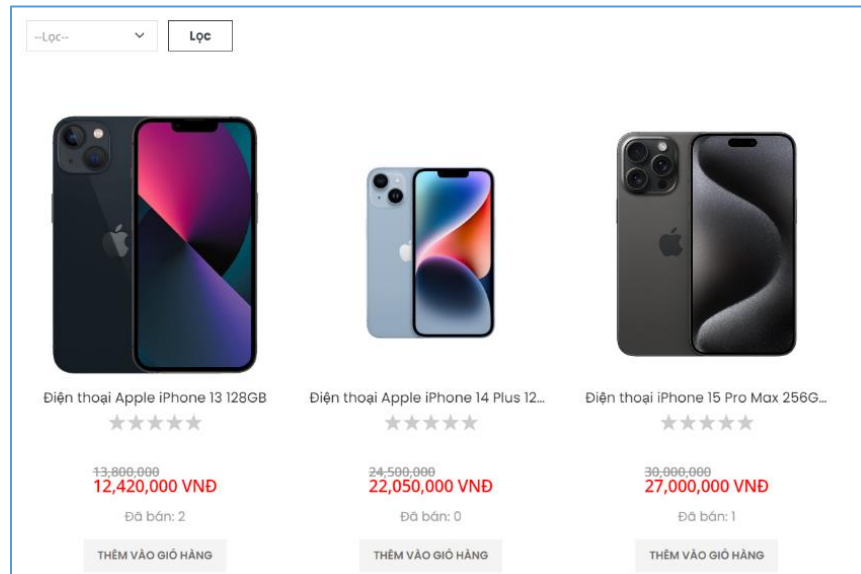 --Lọc--
Lọc
Điện thoại Apple iPhone 13 128GB
Điện thoại Apple iPhone 14 Plus 12...
Điện thoại iPhone 15 Pro Max 256G...
13,800,000
24,500,000
30,000,000
12,420,000 VNĐ
22,050,000 VNĐ
27,000,000 VNĐ
Đã bán: 2
Đã bán: 0
Đã bán: 1
THÊM VÀO GIỎ HÀNG
THÊM VÀO GIỎ HÀNG
THÊM VÀO GIỎ HÀNG